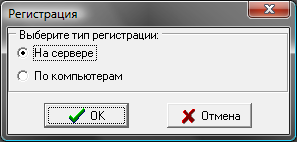 Регистрация
Выберите тип регистрации:
На сервере
По компьютерам
OK
Отмена